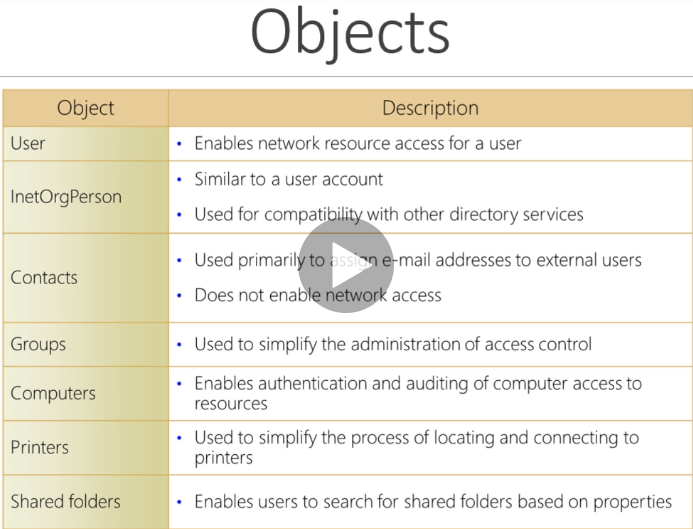 Objects
Object Description
User
• Enables network resource access for a user
InetOrgPerson
• Similar to a user account
• Used for compatibility with other directory services
Contacts
• Used primarily to assign e-mail addresses to external users
• Does not enable network access
Groups
• Used to simplify the administration of access control
Computers
• Enables authentication and auditing of computer access to
resources
Printers
• Used to simplify the process of locating and connecting to
printers
Shared folders
• Enables users to search for shared folders based on properties